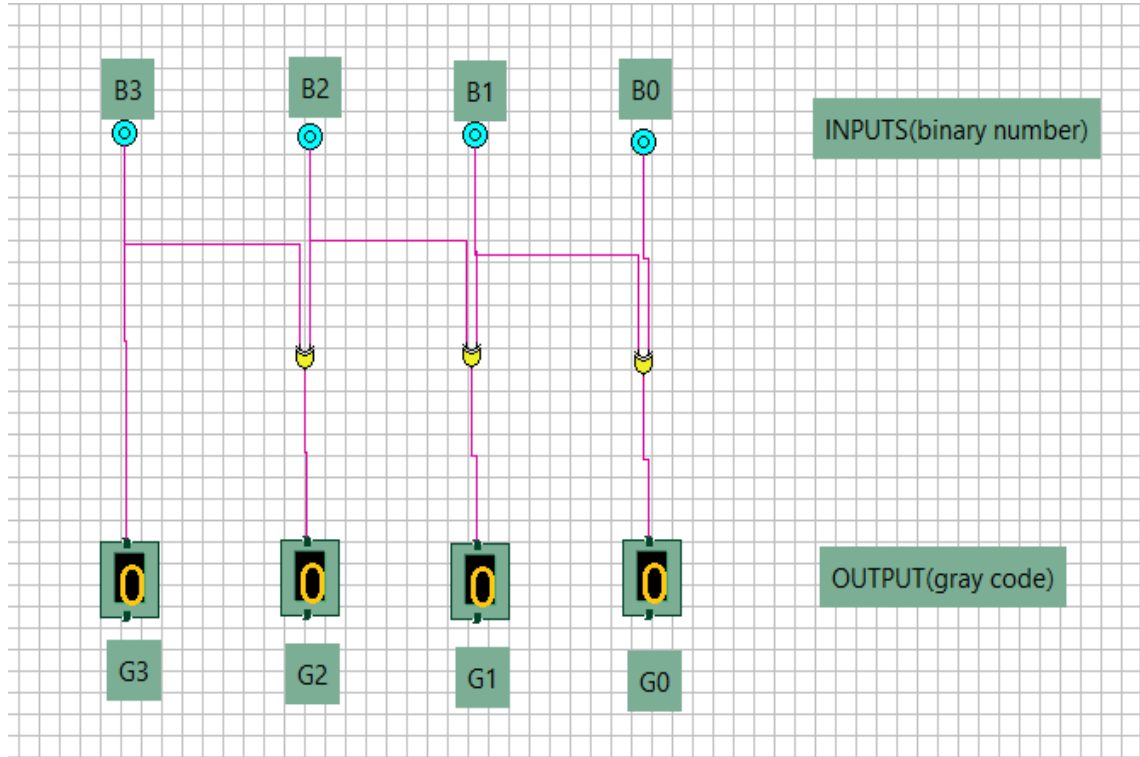 B3
B2
B1
B0
INPUTS(binary number)
0
0
0
0
OUTPUT(gray code)
G3
G2
G1
G0